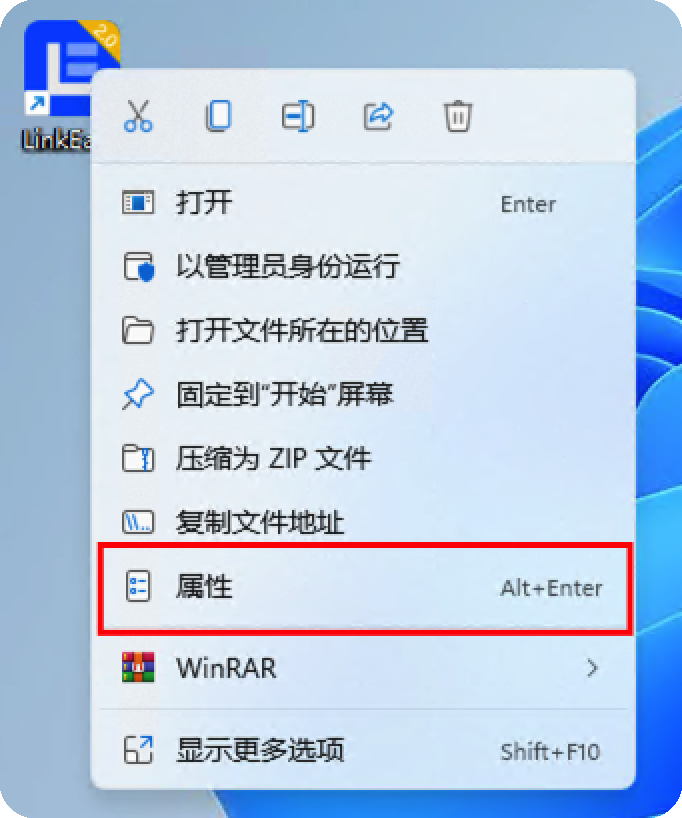 2.0
打开 Enter
以管理员身份运行
打开文件所在的位置
固定到“开始”屏幕
压缩为 ZIP 文件
复制文件地址
属性 Alt+Enter
WinRAR
显示更多选项 Shift+F10